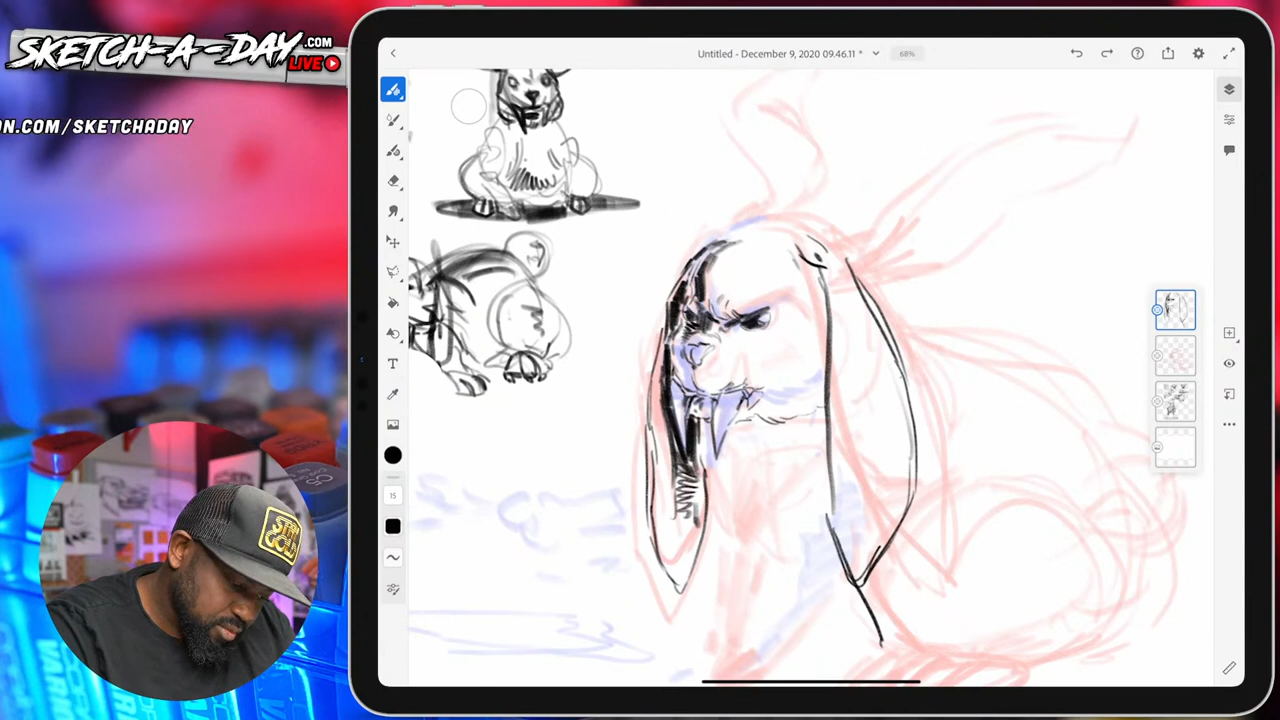 SKETCH-A-DAY.COM
LIVE
ON.COM/SKETCHADAY
Untitled - December 9, 2020 09.46.11 *
68%
T
15